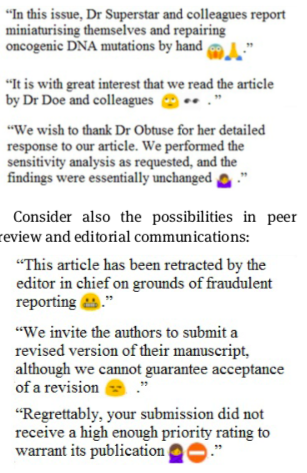 “In this issue, Dr Superstar and colleagues report
miniaturising themselves and repairing
oncogenic DNA mutations by hand 😱🙏.”
“It is with great interest that we read the article
by Dr Doe and colleagues 🙄 👀 . ”
“We wish to thank Dr Obtuse for her detailed
response to our article. We performed the
sensitivity analysis as requested, and the
findings were essentially unchanged 🤷‍♀️ .”
Consider also the possibilities in peer
review and editorial communications:
“This article has been retracted by the
editor in chief on grounds of fraudulent
reporting 😬.”
“We invite the authors to submit a
revised version of their manuscript,
although we cannot guarantee acceptance
of a revision 😑 .”
“Regrettably, your submission did not
receive a high enough priority rating to
warrant its publication 🙅‍♀️⛔.”